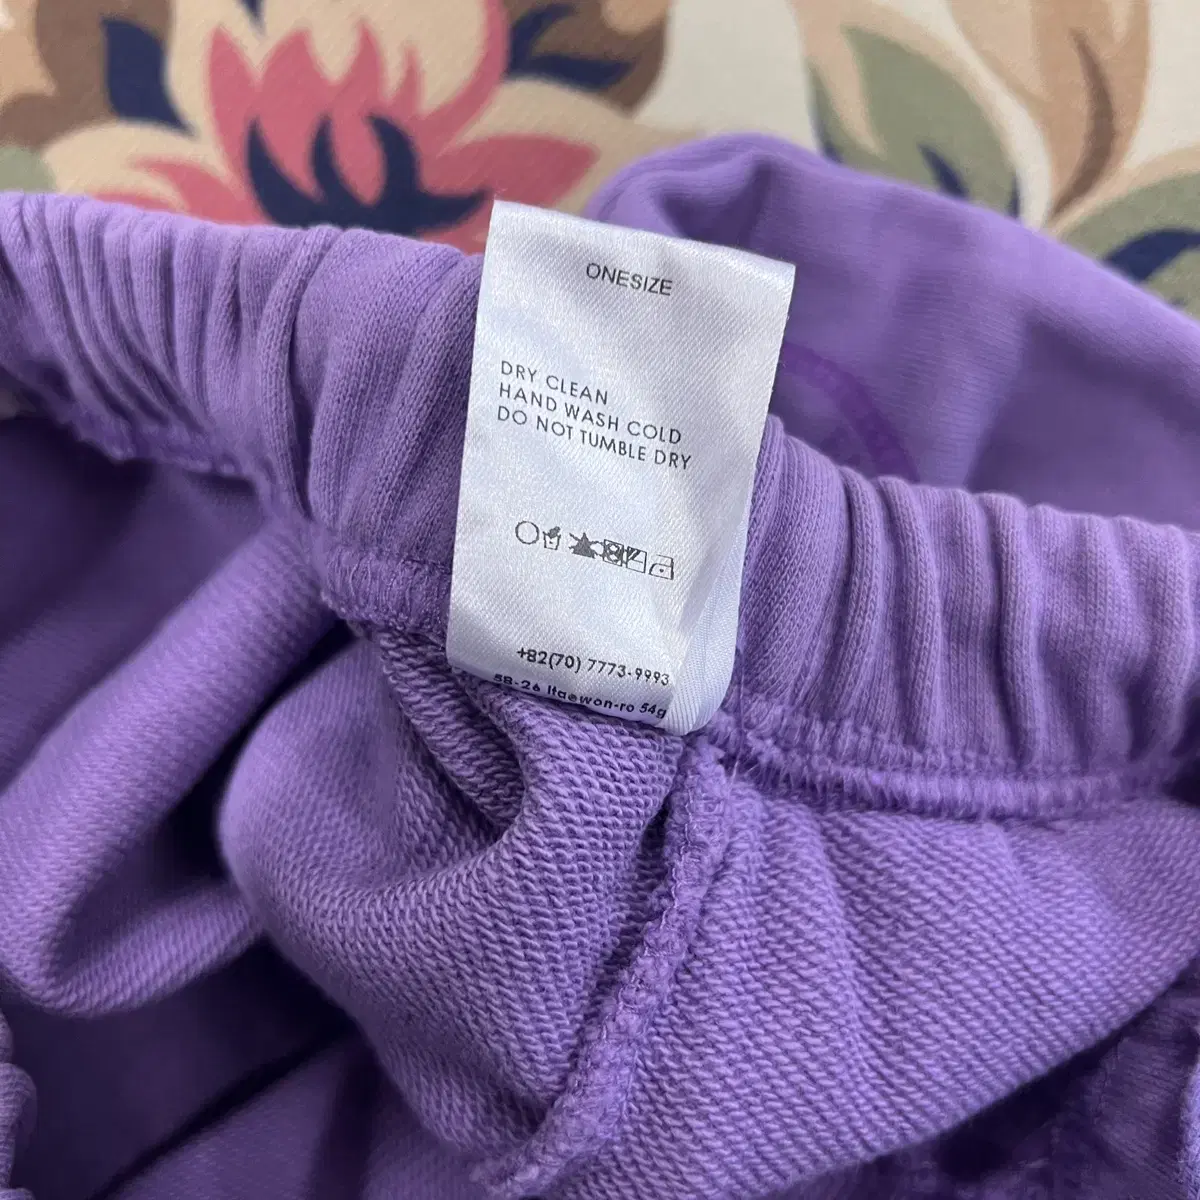 ONESIZE
DRY CLEAN
HAND WASH COLD
DO NOT TUMBLE DRY
+82(70) 7773-9993
58-26 Itaewon-ro 54g